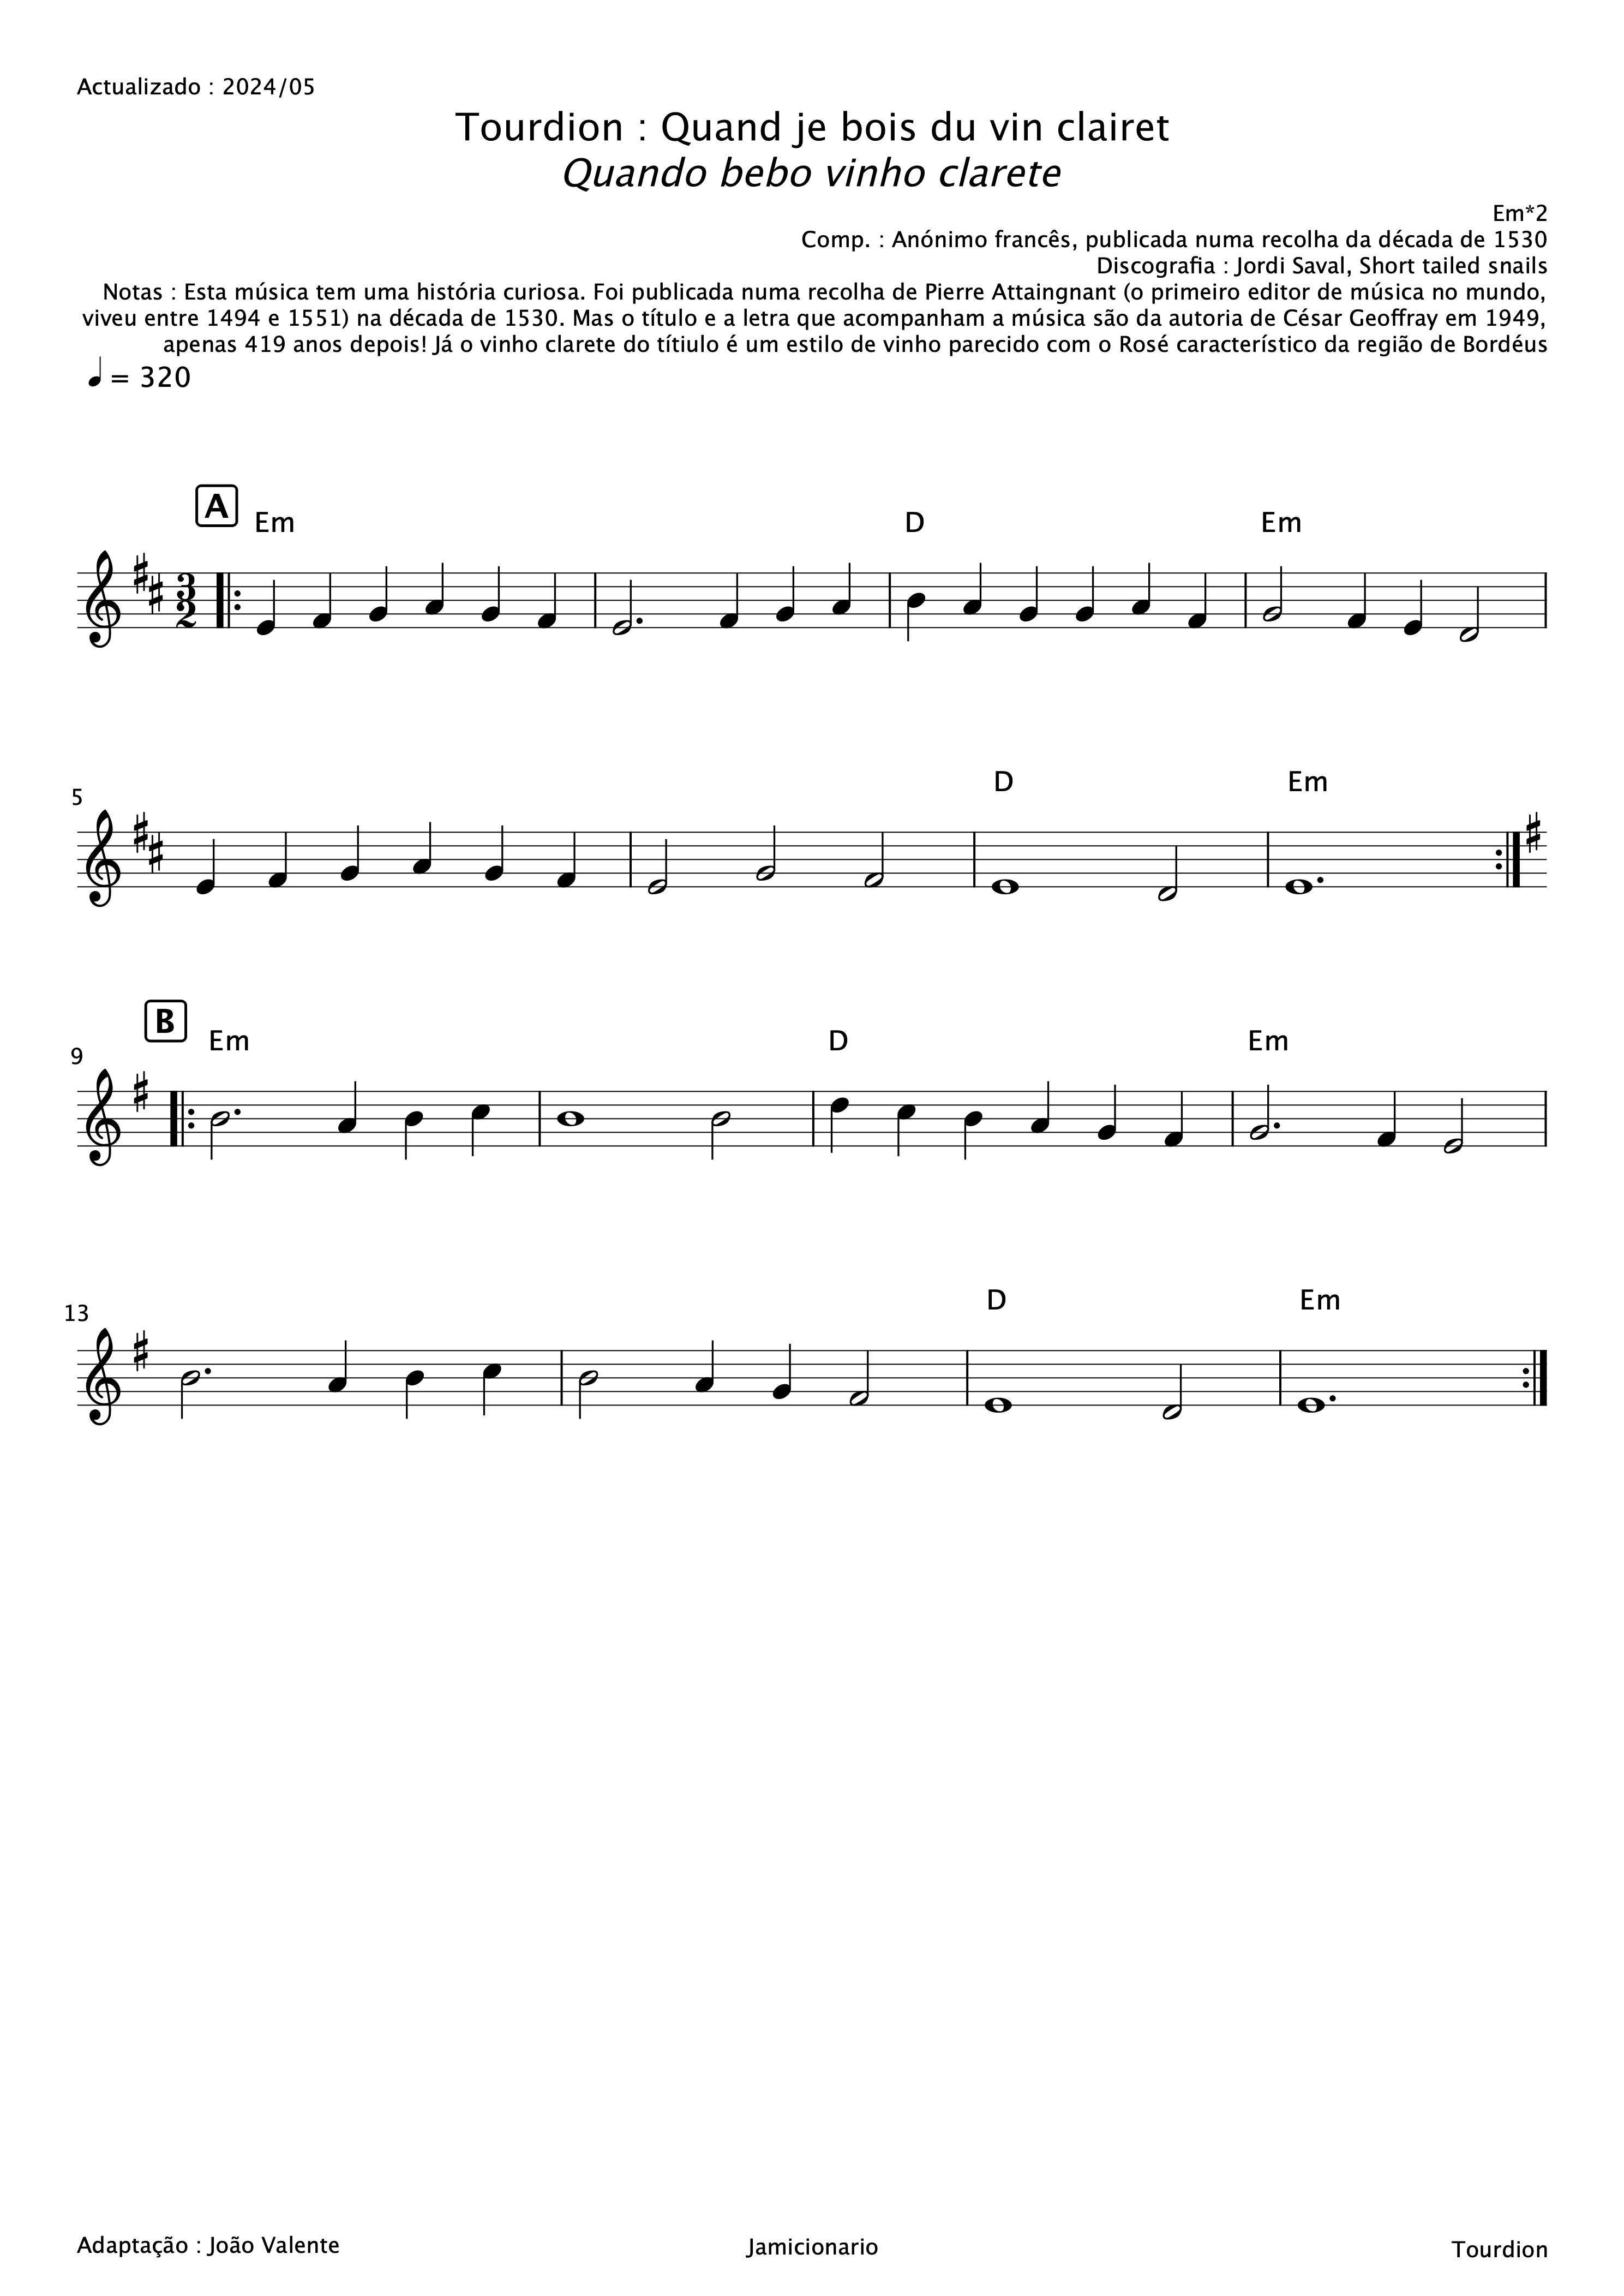 Actualizado : 2024/05
Tourdion : Quand je bois du vin clairet
Quando bebo vinho clarete
Em*2
Comp. : Anónimo francês, publicada numa recolha da década de 1530
Discografia : Jordi Saval, Short tailed snails
Notas : Esta música tem uma história curiosa. Foi publicada numa recolha de Pierre Attaingnant (o primeiro editor de música no mundo,
viveu entre 1494 e 1551) na década de 1530. Mas o título e a letra que acompanham a música são da autoria de César Geoffray em 1949,
apenas 419 anos depois! Já o vinho clarete do títiulo é um estilo de vinho parecido com o Rosé característico da região de Bordéus
= 320
A Em D Em
3
2
5 D Em
B
9 Em D Em
13 D Em
Adaptação : João Valente Jamicionario Tourdion